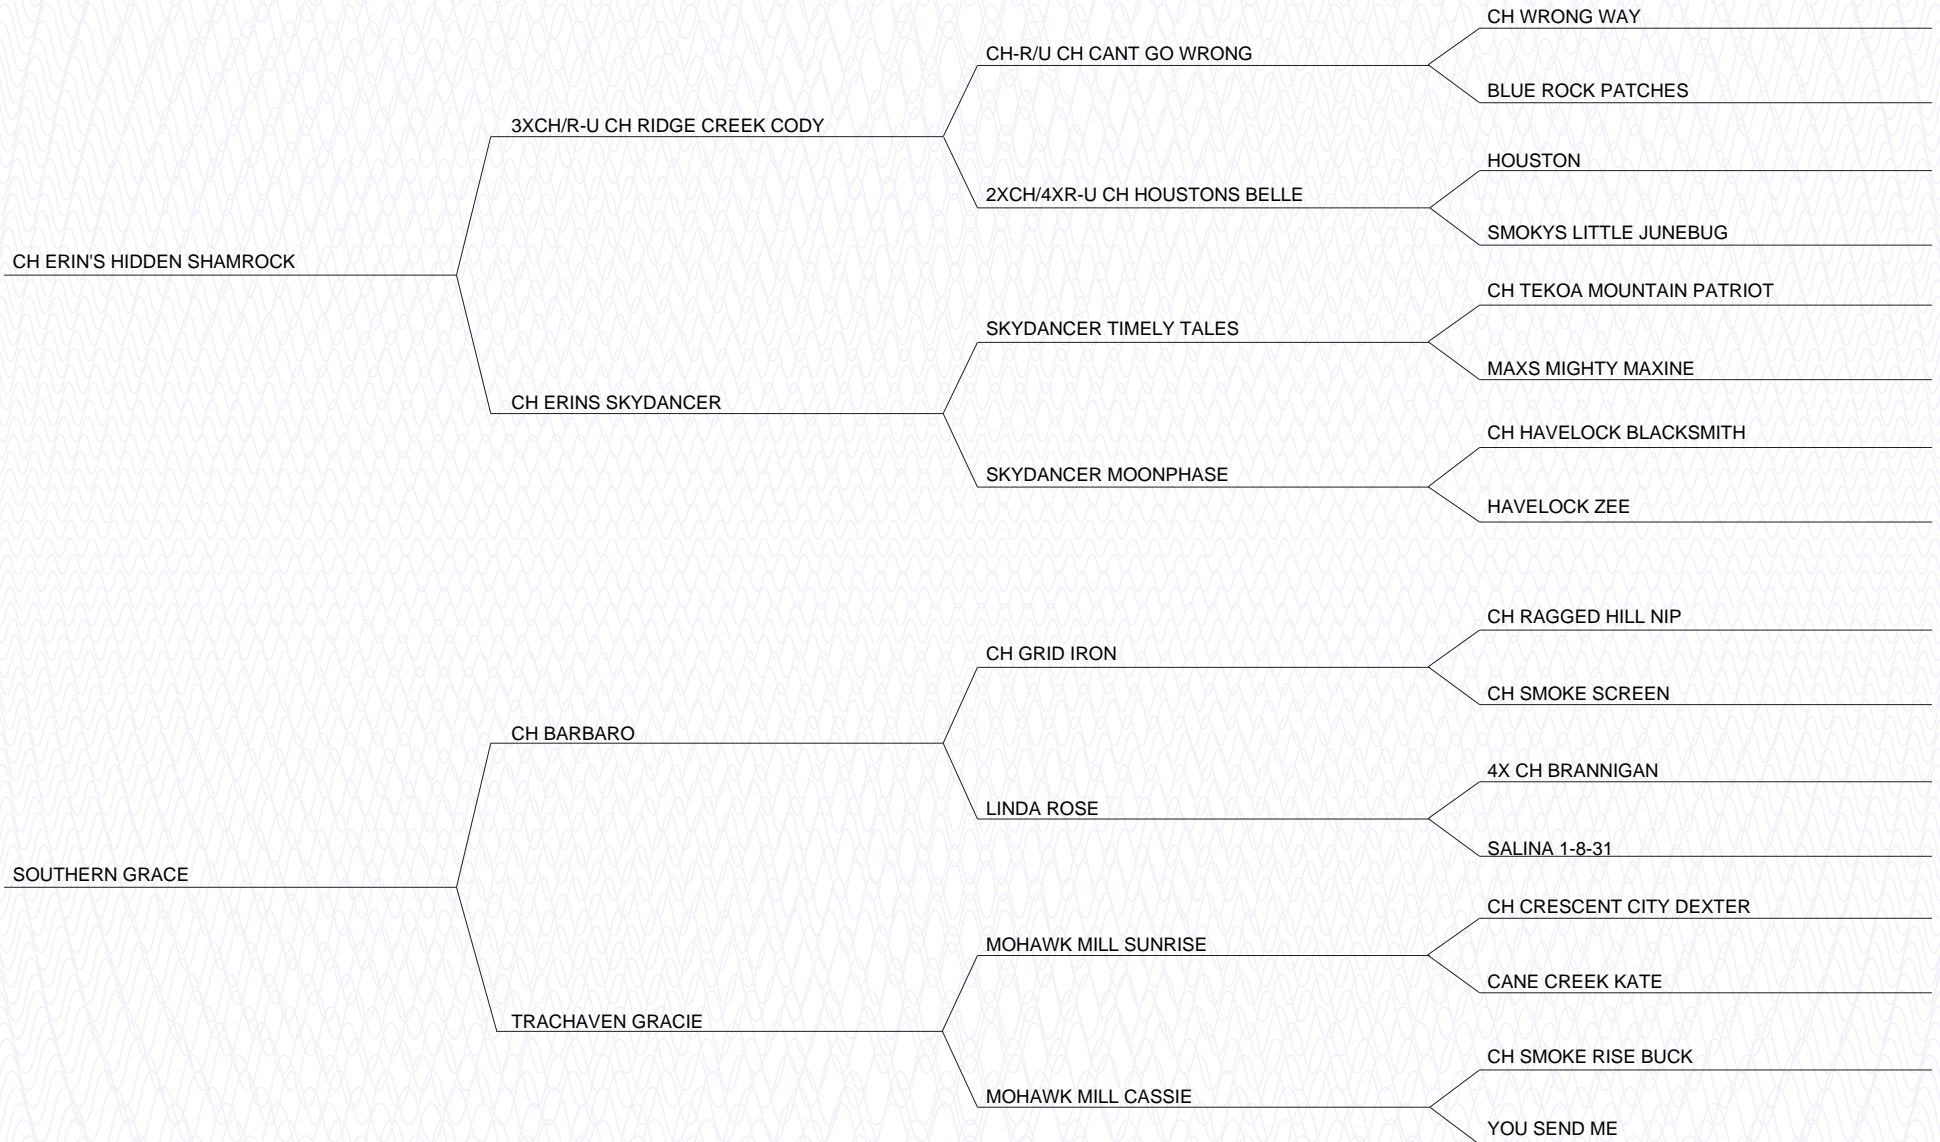 CH WRONG WAY
CH-R/U CH CANT GO WRONG
BLUE ROCK PATCHES
3XCH/R-U CH RIDGE CREEK CODY
HOUSTON
2XCH/4XR-U CH HOUSTONS BELLE
SMOKYS LITTLE JUNEBUG
CH ERIN'S HIDDEN SHAMROCK
CH TEKOA MOUNTAIN PATRIOT
SKYDANCER TIMELY TALES
MAXS MIGHTY MAXINE
CH ERINS SKYDANCER
CH HAVELOCK BLACKSMITH
SKYDANCER MOONPHASE
HAVELOCK ZEE
CH RAGGED HILL NIP
CH GRID IRON
CH SMOKE SCREEN
CH BARBARO
4X CH BRANNIGAN
LINDA ROSE
SALINA 1-8-31
SOUTHERN GRACE
CH CRESCENT CITY DEXTER
MOHAWK MILL SUNRISE
CANE CREEK KATE
TRACHAVEN GRACIE
CH SMOKE RISE BUCK
MOHAWK MILL CASSIE
YOU SEND ME